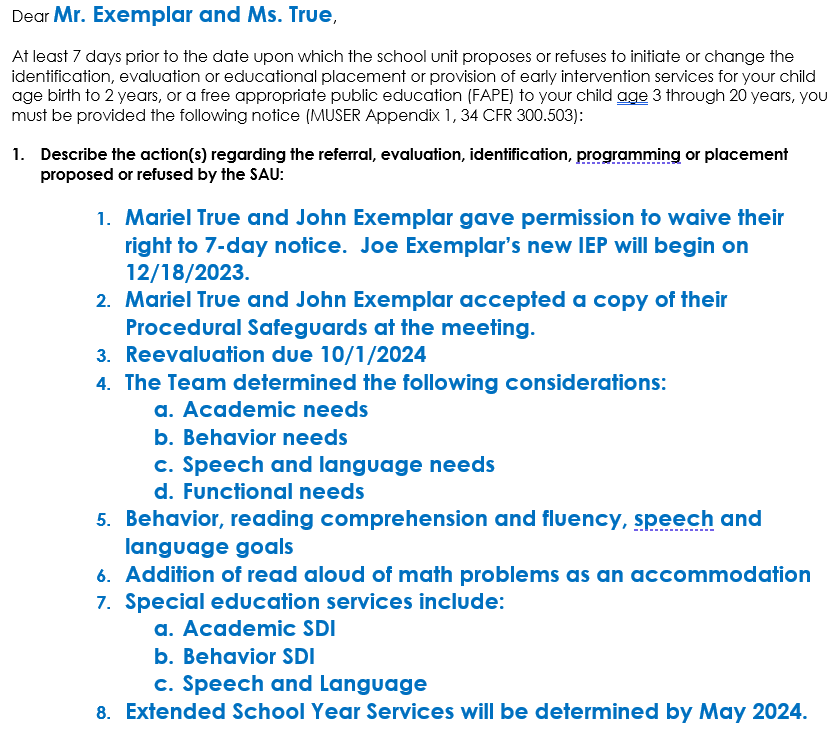 Dear Mr. Exemplar and Ms. True,
At least 7 days prior to the date upon which the school unit proposes or refuses to initiate or change the
identification, evaluation or educational placement or provision of early intervention services for your child
age birth to 2 years, or a free appropriate public education (FAPE) to your child age 3 through 20 years, you
must be provided the following notice (MUSER Appendix 1, 34 CFR 300.503):
1. Describe the action(s) regarding the referral, evaluation, identification, programming or placement
proposed or refused by the SAU:
1. Mariel True and John Exemplar gave permission to waive their
right to 7-day notice. Joe Exemplar's new IEP will begin on
12/18/2023.
2. Mariel True and John Exemplar accepted a copy of their
Procedural Safeguards at the meeting.
3. Reevaluation due 10/1/2024
4. The Team determined the following considerations:
a. Academic needs
b. Behavior needs
c. Speech and language needs
d. Functional needs
5. Behavior, reading comprehension and fluency, speech and
language goals
6. Addition of read aloud of math problems as an accommodation
7. Special education services include:
a. Academic SDI
b. Behavior SDI
c. Speech and Language
8. Extended School Year Services will be determined by May 2024.